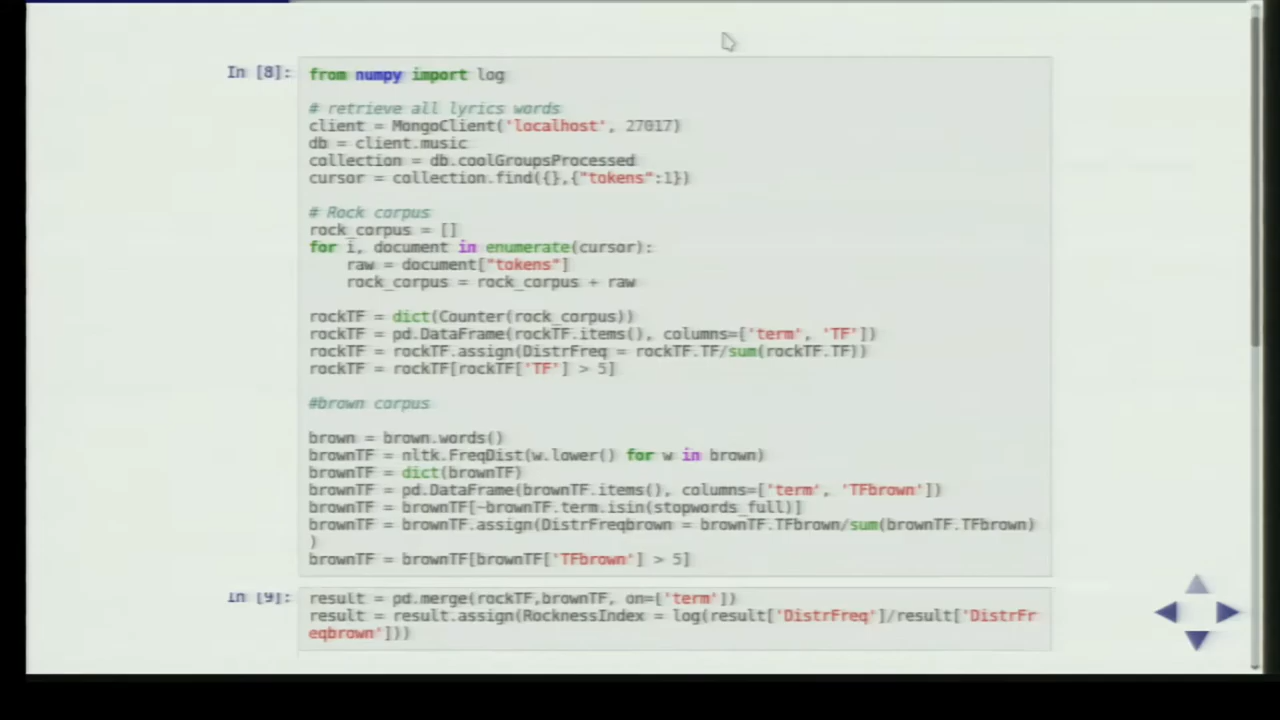 In [8]:
from numpy import log
# retrieve all lyrics words
client = MongoClient('localhost', 27017)
db = client.music
collection = db.coolGroupsProcessed
cursor = collection.find({},{"tokens":1})
# Rock corpus
rock_corpus = []
for i, document in enumerate(cursor):
    raw = document["tokens"]
    rock_corpus = rock_corpus + raw
rockTF = dict(Counter(rock_corpus))
rockTF = pd.DataFrame(rockTF.items(), columns=['term', 'TF'])
rockTF = rockTF.assign(DistrFreq = rockTF.TF/sum(rockTF.TF))
rockTF = rockTF[rockTF['TF'] > 5]
#brown corpus
brown = brown.words()
brownTF = nltk.FreqDist(w.lower() for w in brown)
brownTF = dict(brownTF)
brownTF = pd.DataFrame(brownTF.items(), columns=['term', 'TFbrown'])
brownTF = brownTF[~brownTF.term.isin(stopwords_full)]
brownTF = brownTF.assign(DistrFreqbrown = brownTF.TFbrown/sum(brownTF.TFbrown)
)
brownTF = brownTF[brownTF['TFbrown'] > 5]
In [9]:
result = pd.merge(rockTF,brownTF, on=['term'])
result = result.assign(RocknessIndex = log(result['DistrFreq']/result['DistrFr
eqbrown']))